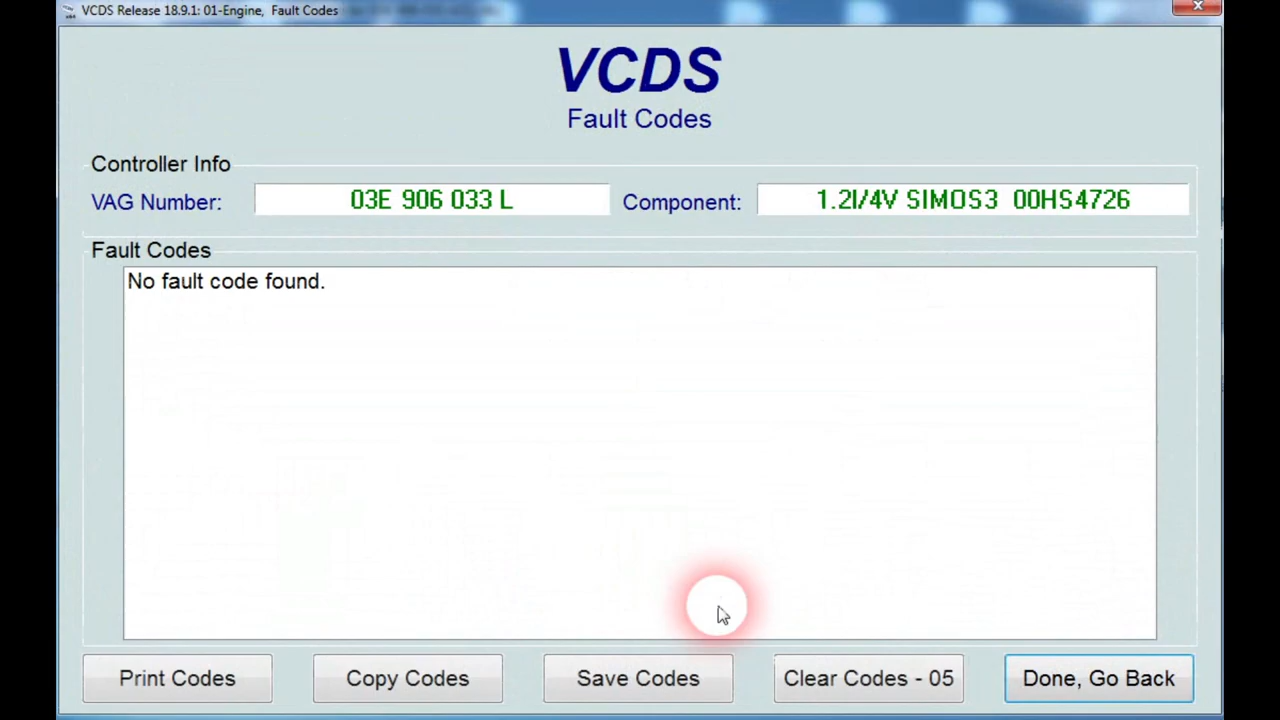 VCDS Release 18.9.1: 01-Engine, Fault Codes
VCDS
Fault Codes
Controller Info
VAG Number: 03E 906 033 L Component: 1.2l/4V SIMOS3 00HS4726
Fault Codes
No fault code found.
Print Codes Copy Codes Save Codes Clear Codes - 05 Done, Go Back